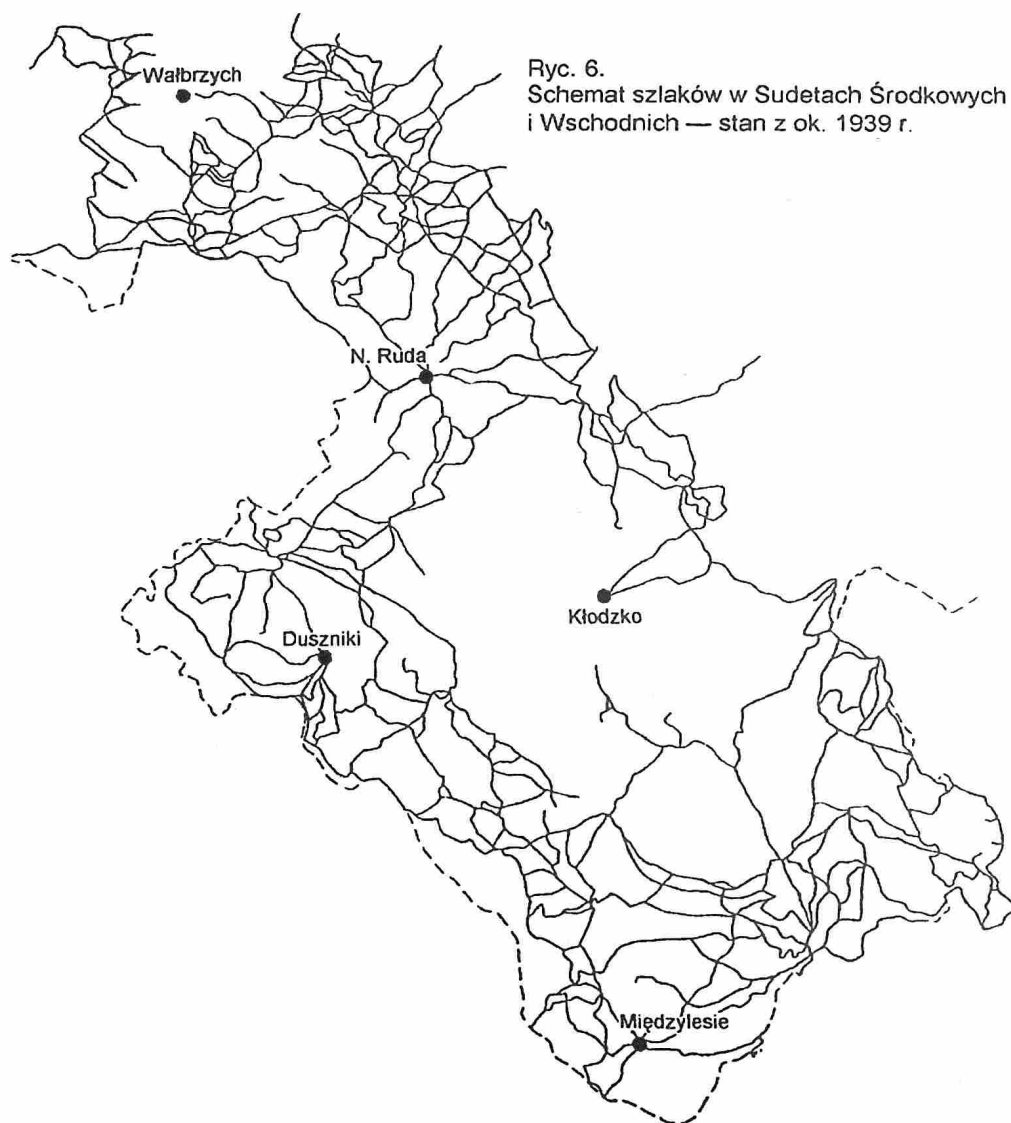 Ryc. 6.
Schemat szlaków w Sudetach Środkowych
i Wschodnich — stan z ok. 1939 r.
Wałbrzych
N. Ruda
Kłodzko
Duszniki
Międzylesie